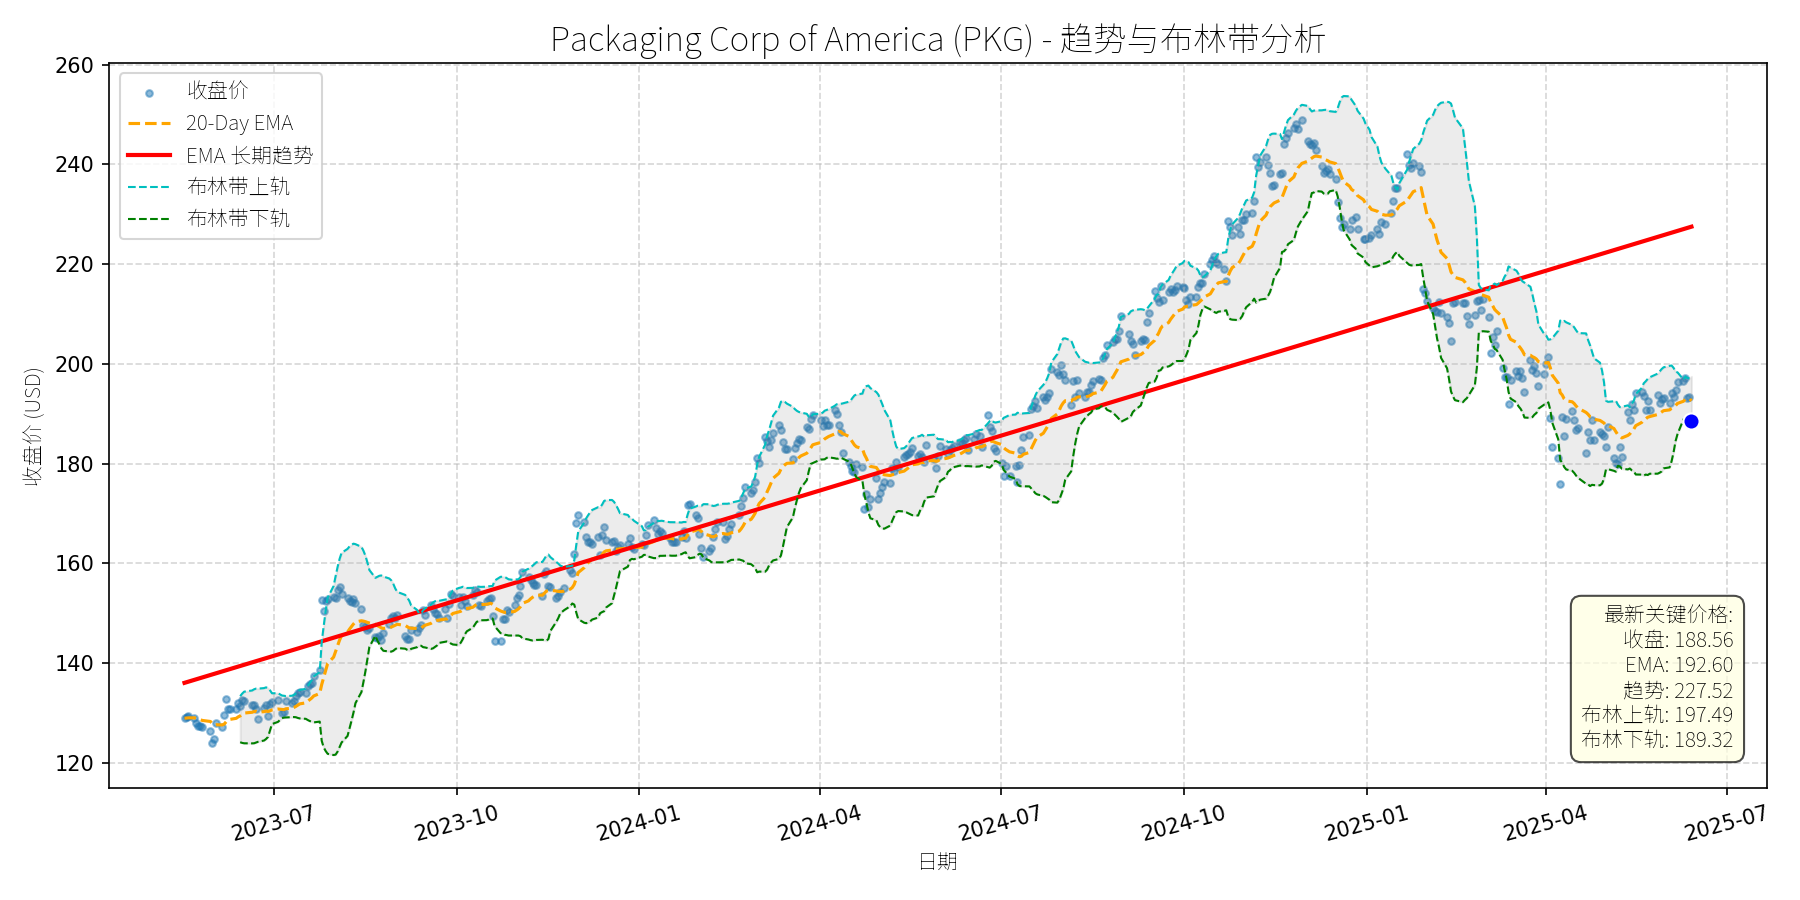 Packaging Corp of America (PKG) - 趋势与布林带分析
收盘价
20-Day EMA
EMA 长期趋势
布林带上轨
布林带下轨
收盘价 (USD)
260
240
220
200
180
160
140
120
最新关键价格:
收盘: 188.56
EMA: 192.60
趋势: 227.52
布林上轨: 197.49
布林下轨: 189.32
2023-07
2023-10
2024-01
2024-04
2024-07
2024-10
2025-01
2025-04
2025-07
日期